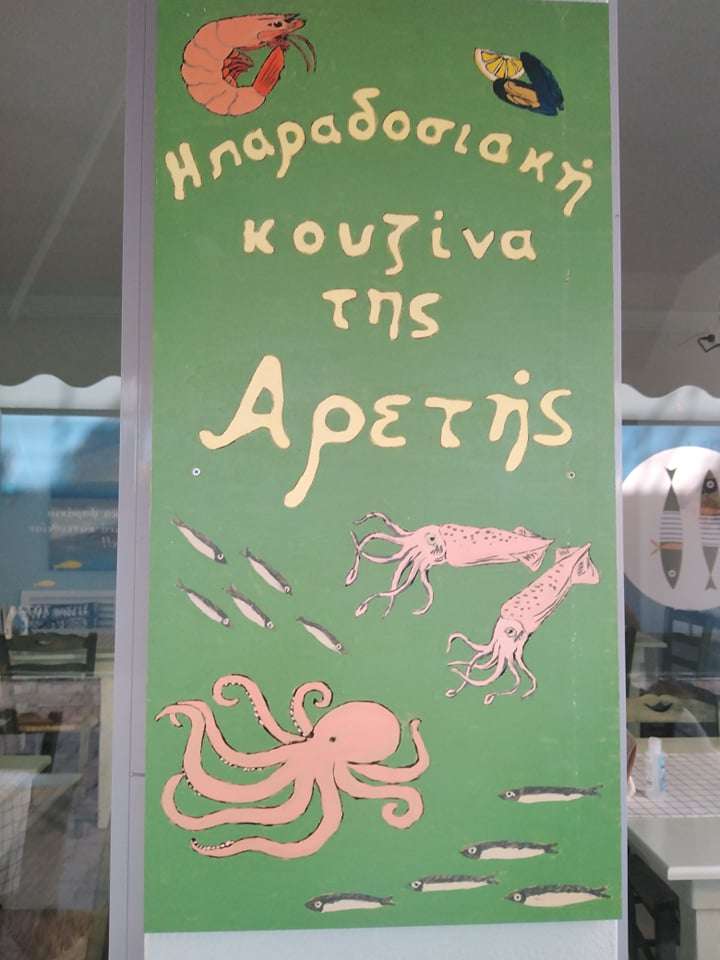 Η παραδοσιακή
κουζίνα
της
Αρετής